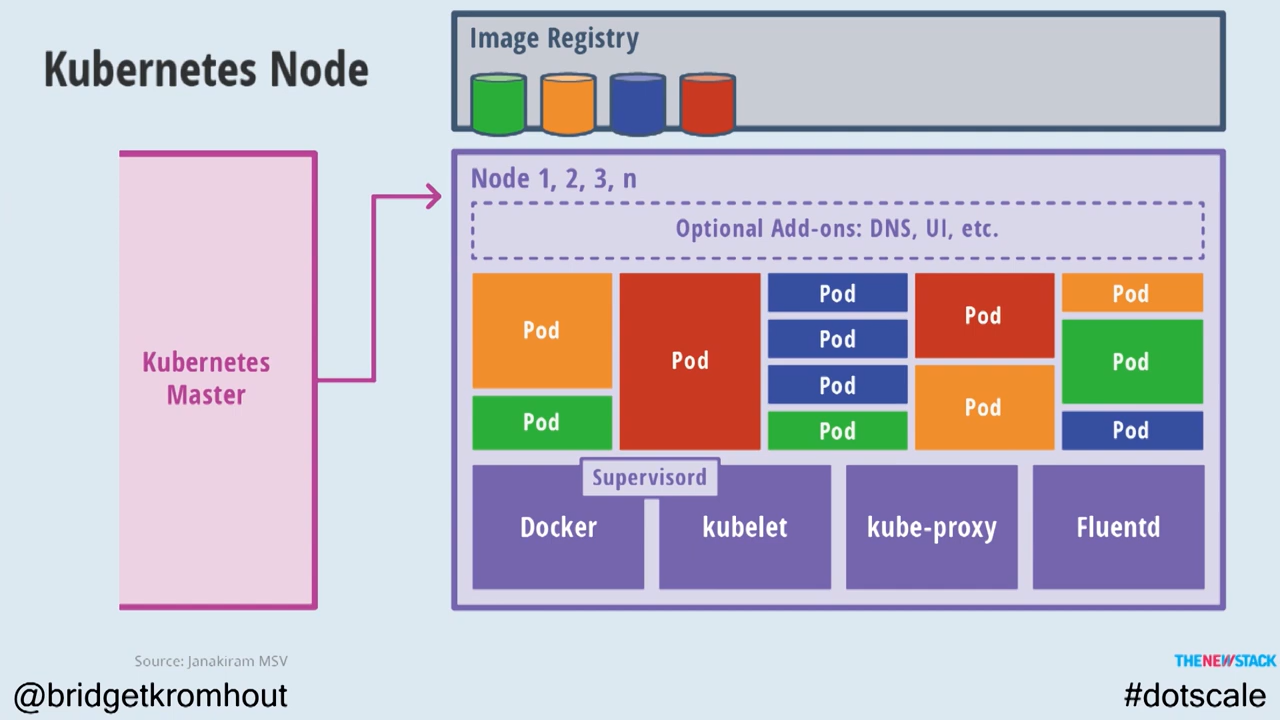 Kubernetes Node
Image Registry
Kubernetes
Master
Node 1, 2, 3, n
Optional Add-ons: DNS, UI, etc.
Pod
Pod
Pod
Pod
Pod
Pod
Pod
Pod
Pod
Pod
Pod
Pod
Supervisord
Docker
kubelet
kube-proxy
Fluentd
Source: Janakiram MSV
THENEWSTACK
@bridgetkromhout
#dotscale